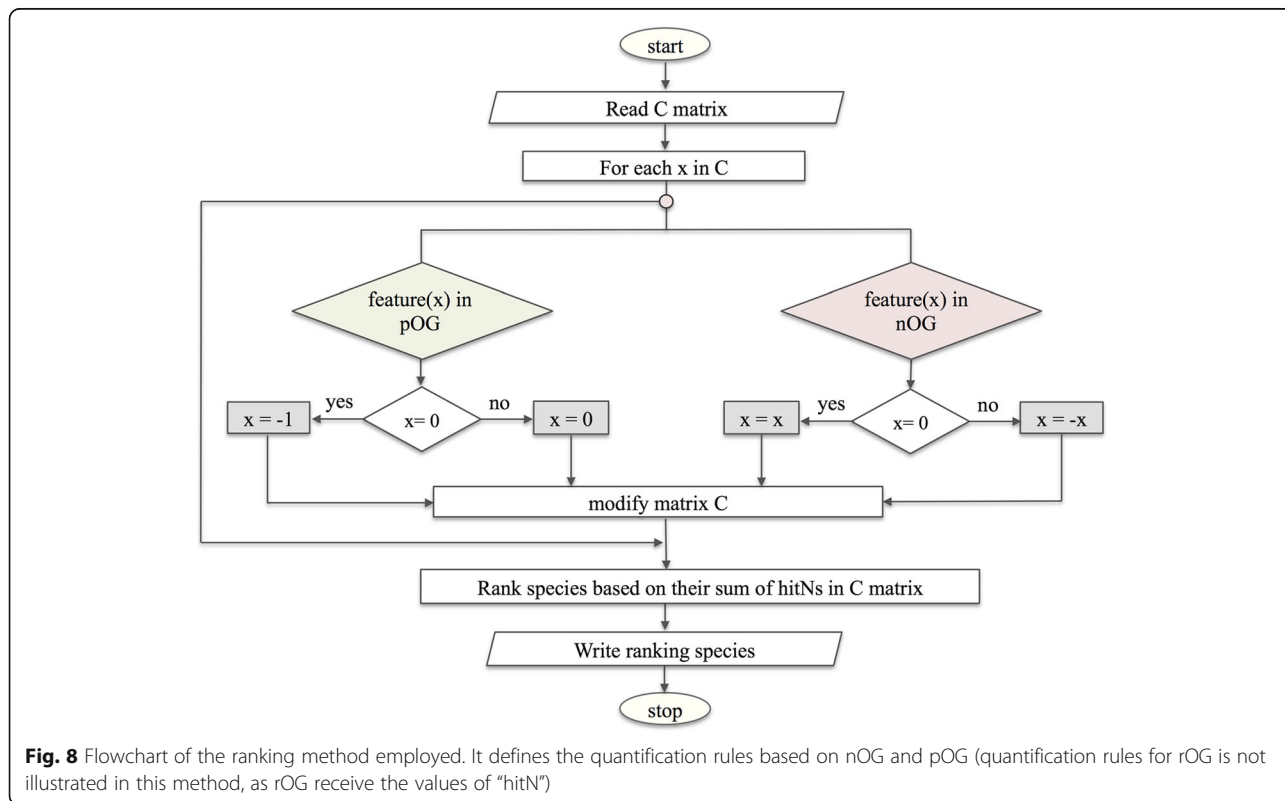 start
Read C matrix
For each x in C
feature(x) in
pOG
feature(x) in
nOG
yes
no
yes
no
x = -1
x= 0
x = 0
x = x
x= 0
x = -x
modify matrix C
Rank species based on their sum of hitNs in C matrix
Write ranking species
stop
Fig. 8 Flowchart of the ranking method employed. It defines the quantification rules based on nOG and pOG (quantification rules for rOG is not
illustrated in this method, as rOG receive the values of “hitN”)